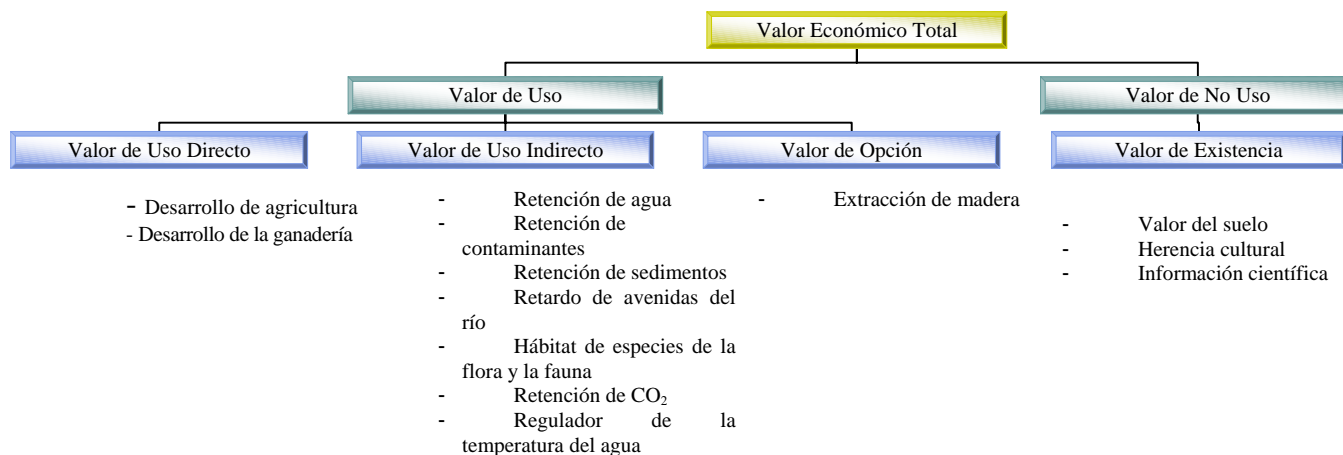 Valor Económico Total
Valor de Uso
Valor de No Uso
Valor de Uso Directo
Valor de Uso Indirecto
Valor de Opción
Valor de Existencia
- Desarrollo de agricultura
- Desarrollo de la ganadería
- Retención de agua
- Retención de
contaminantes
- Retención de sedimentos
- Retardo de avenidas del
río
- Hábitat de especies de la
flora y la fauna
- Retención de CO₂
- Regulador de la
temperatura del agua
- Extracción de madera
- Valor del suelo
- Herencia cultural
- Información científica